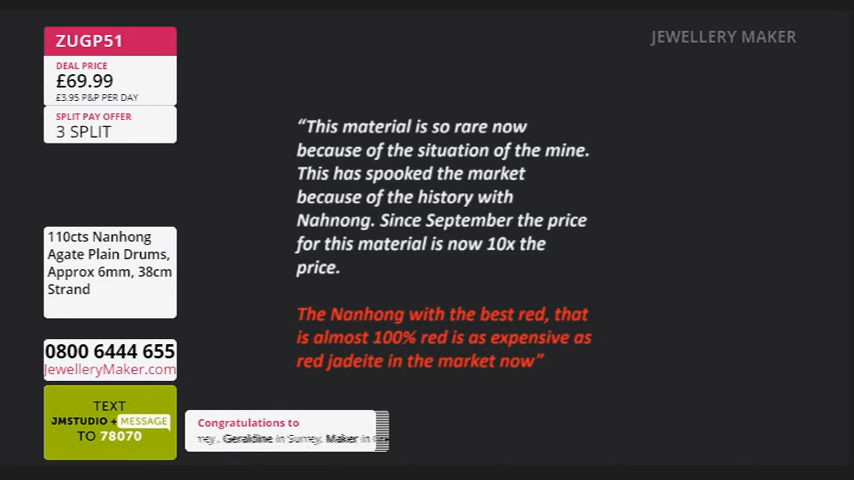 ZUGP51
DEAL PRICE
£69.99
£3.95 P&P PER DAY
SPLIT PAY OFFER
3 SPLIT
JEWELLERY MAKER
“This material is so rare now
because of the situation of the mine.
This has spooked the market
because of the history with
Nahnong. Since September the price
for this material is now 10x the
price.
The Nanhong with the best red, that
is almost 100% red is as expensive as
red jadeite in the market now”
110cts Nanhong
Agate Plain Drums,
Approx 6mm, 38cm
Strand
0800 6444 655
JewelleryMaker.com
TEXT
JMSTUDIO + MESSAGE
TO 78070
Congratulations to
Geraldine in Surrey, Maker in